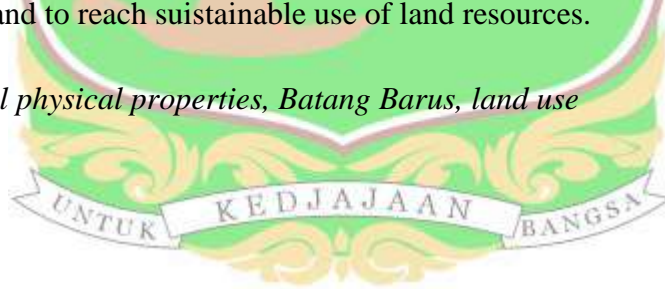 and to reach suistainable use of land resources.
l physical properties, Batang Barus, land use
UNTUK KEDJAJAAN BANGSA